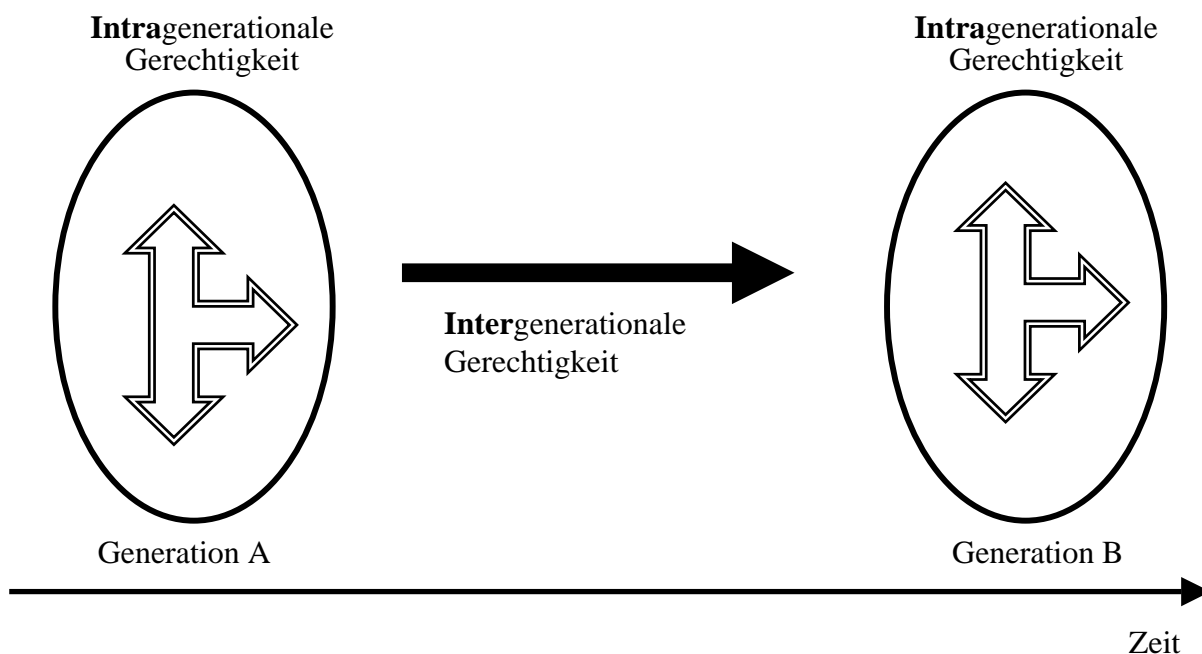 Intragenerationale
Gerechtigkeit
Intragenerationale
Gerechtigkeit
Intergenerationale
Gerechtigkeit
Generation A
Generation B
Zeit